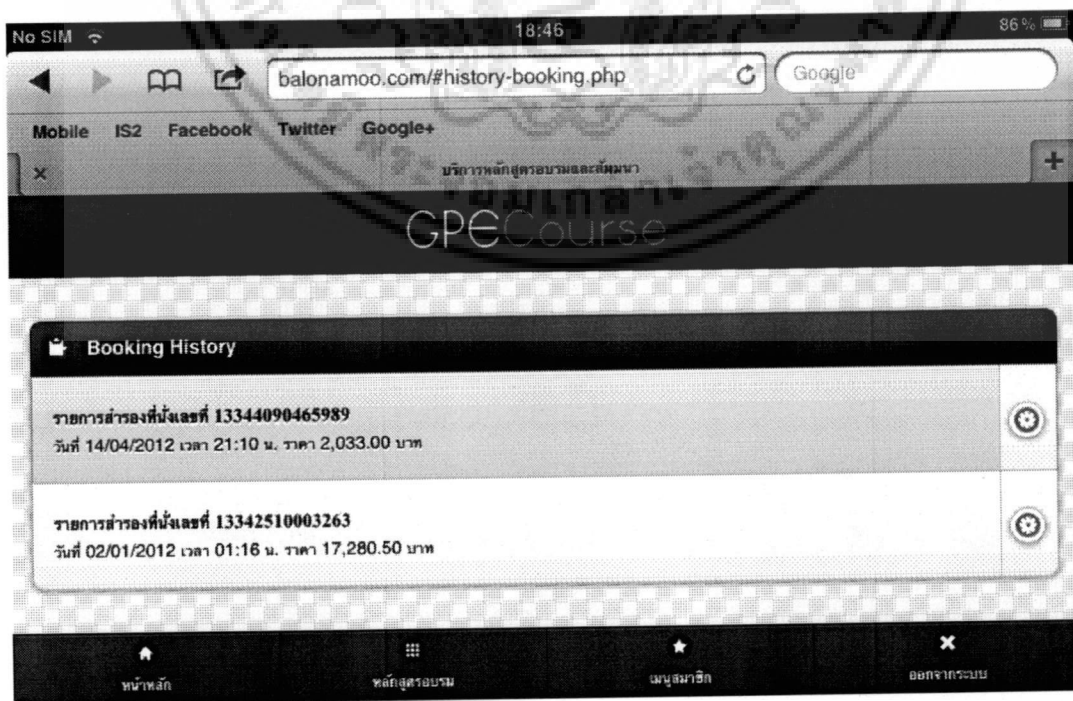 No SIM 18:46 86%
balonamoo.com/#history-booking.php Google
Mobile IS2 Facebook Twitter Google+
บริการหลักสูตรอบรมและสัมมนา
GPECourse
Booking History
รายการสำรองที่นั่งเลขที่ 13344090465989
วันที่ 14/04/2012 เวลา 21:10 น. ราคา 2,033.00 บาท
รายการสำรองที่นั่งเลขที่ 13342510003263
วันที่ 02/01/2012 เวลา 01:16 น. ราคา 17,280.50 บาท
หน้าหลัก หลักสูตรอบรม เมนูสมาชิก ออกจากระบบ